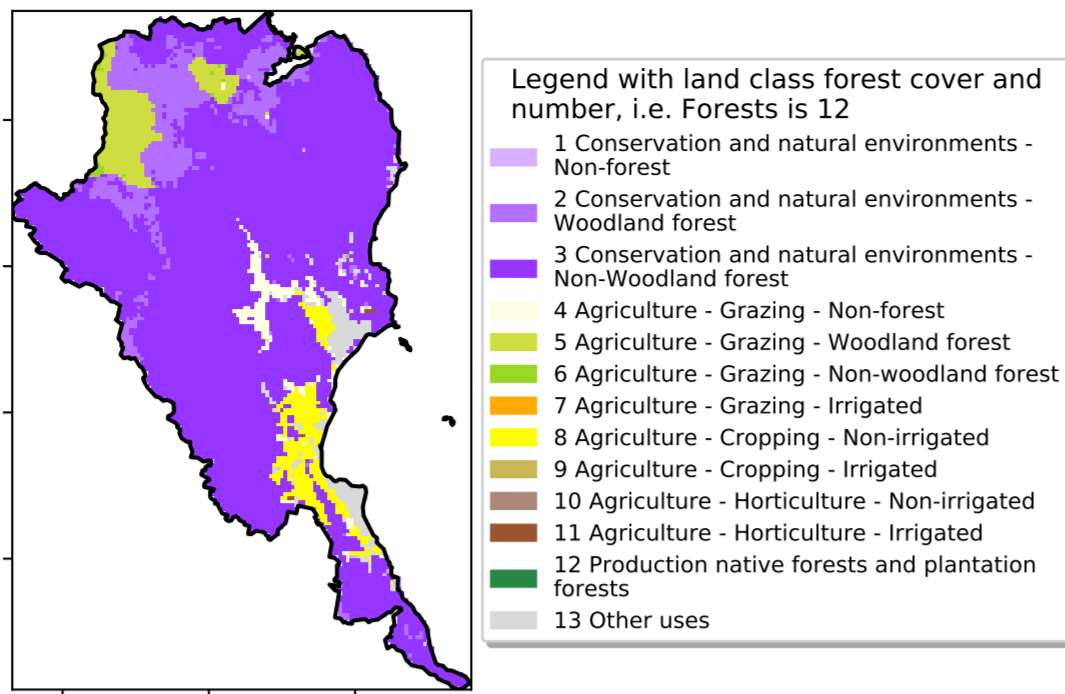 Legend with land class forest cover and
number, i.e. Forests is 12
1 Conservation and natural environments -
Non-forest
2 Conservation and natural environments -
Woodland forest
3 Conservation and natural environments -
Non-Woodland forest
4 Agriculture - Grazing - Non-forest
5 Agriculture - Grazing - Woodland forest
6 Agriculture - Grazing - Non-woodland forest
7 Agriculture - Grazing - Irrigated
8 Agriculture - Cropping - Non-irrigated
9 Agriculture - Cropping - Irrigated
10 Agriculture - Horticulture - Non-irrigated
11 Agriculture - Horticulture - Irrigated
12 Production native forests and plantation
forests
13 Other uses